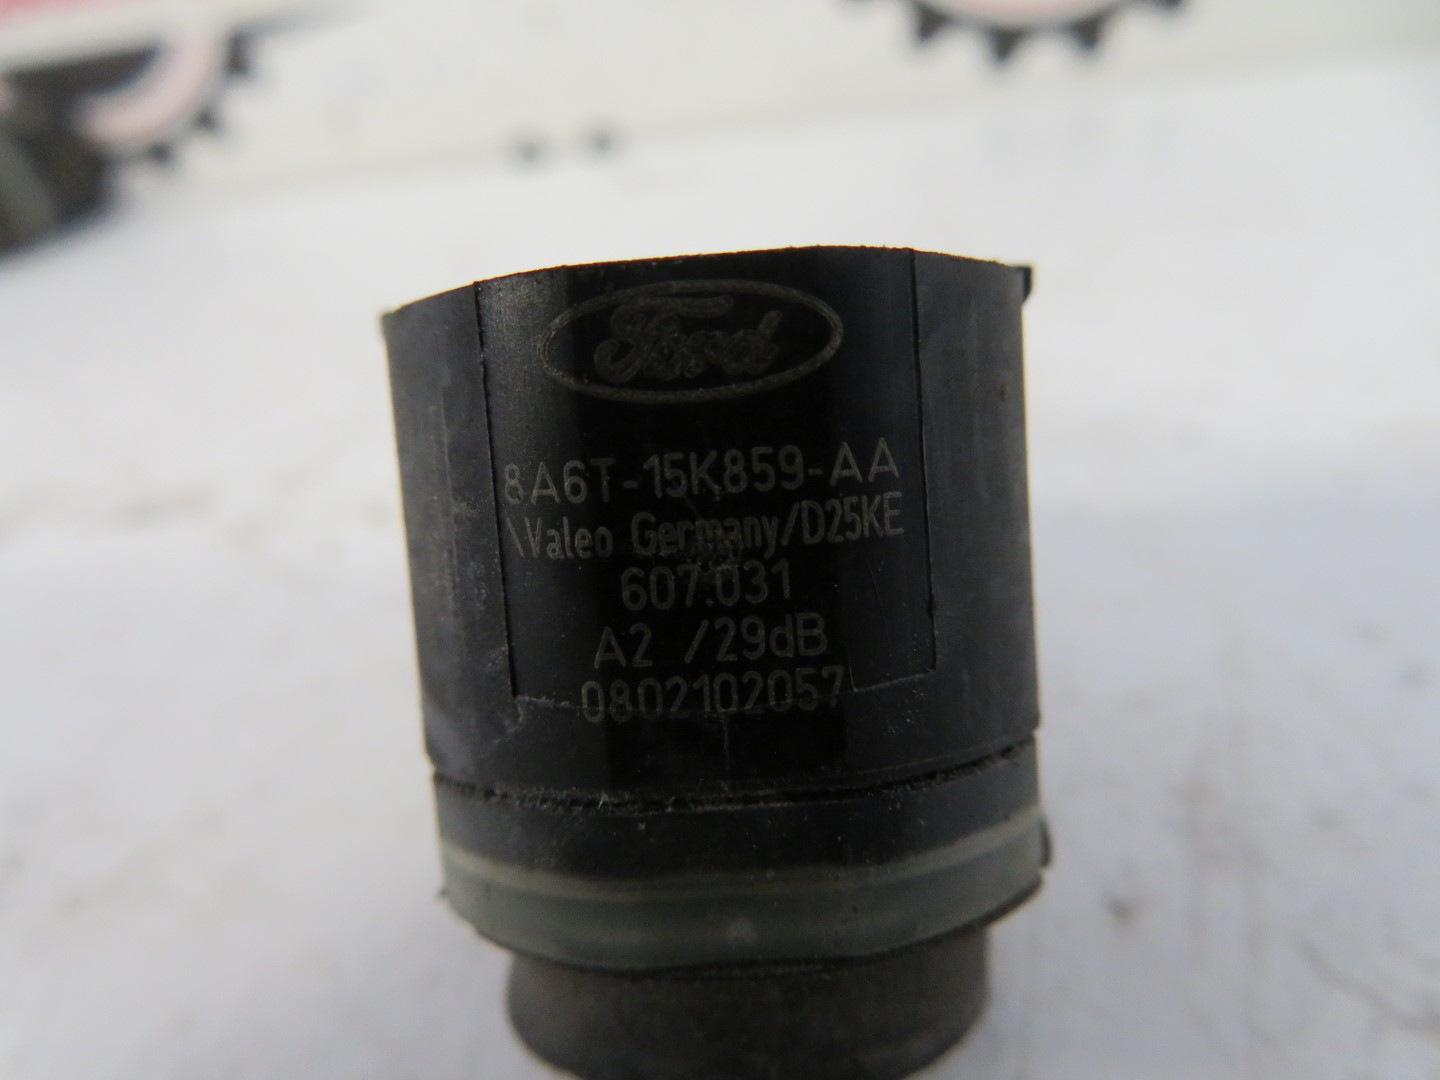 Ford
8A6T-15K859-AA
\Valeo Germany/D25KE
607.031
A2 /29dB
0802102057